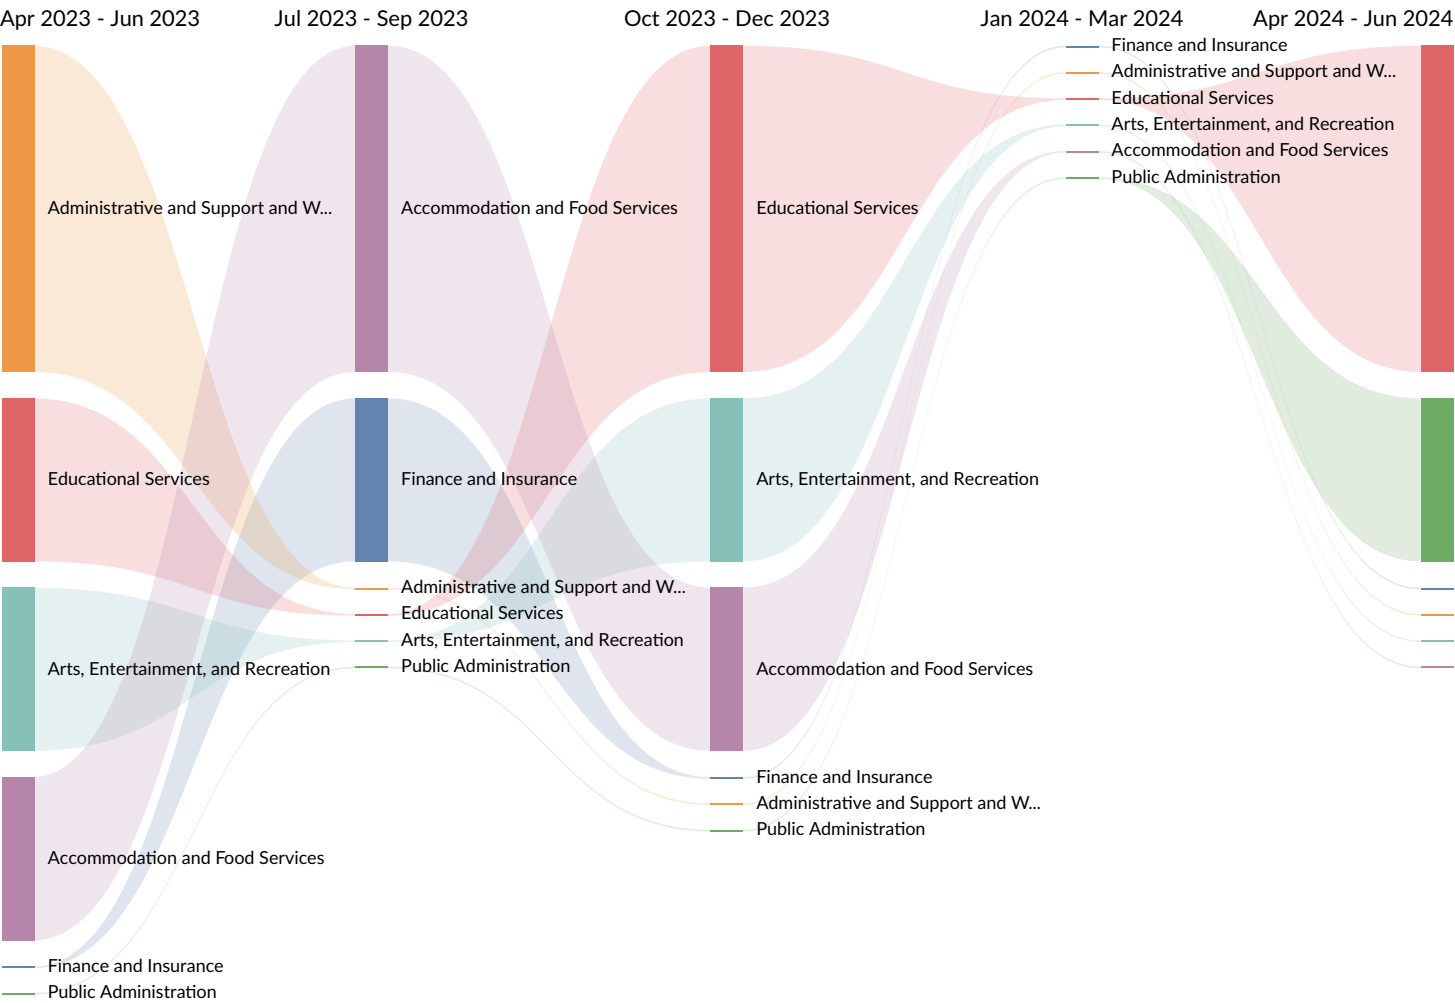 Apr 2023 - Jun 2023
Jul 2023 - Sep 2023
Oct 2023 - Dec 2023
Jan 2024 - Mar 2024
Apr 2024 - Jun 2024
Administrative and Support and W...
Educational Services
Arts, Entertainment, and Recreation
Accommodation and Food Services
Finance and Insurance
Public Administration
Accommodation and Food Services
Finance and Insurance
Administrative and Support and W...
Educational Services
Arts, Entertainment, and Recreation
Public Administration
Educational Services
Arts, Entertainment, and Recreation
Accommodation and Food Services
Finance and Insurance
Administrative and Support and W...
Public Administration
Finance and Insurance
Administrative and Support and W...
Educational Services
Arts, Entertainment, and Recreation
Accommodation and Food Services
Public Administration